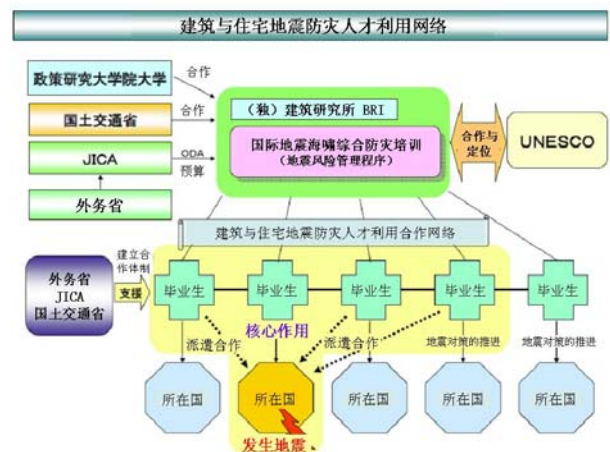 建筑与住宅地震防灾人才利用网络
政策研究大学院大学
合作
国土交通省
合作
JICA
ODA
预算
外务省
（独）建筑研究所 BRI
国际地震海啸综合防灾培训
（地震风险管理程序）
合作与
定位
UNESCO
建筑与住宅地震防灾人才利用合作网络
外务省
JICA
国土交通省
建立合
作体制
支援
毕业生
毕业生
毕业生
毕业生
毕业生
派遣合作
核心作用
派遣合作
地震对策的推进
地震对策的推进
所在国
所在国
所在国
所在国
所在国
发生地震